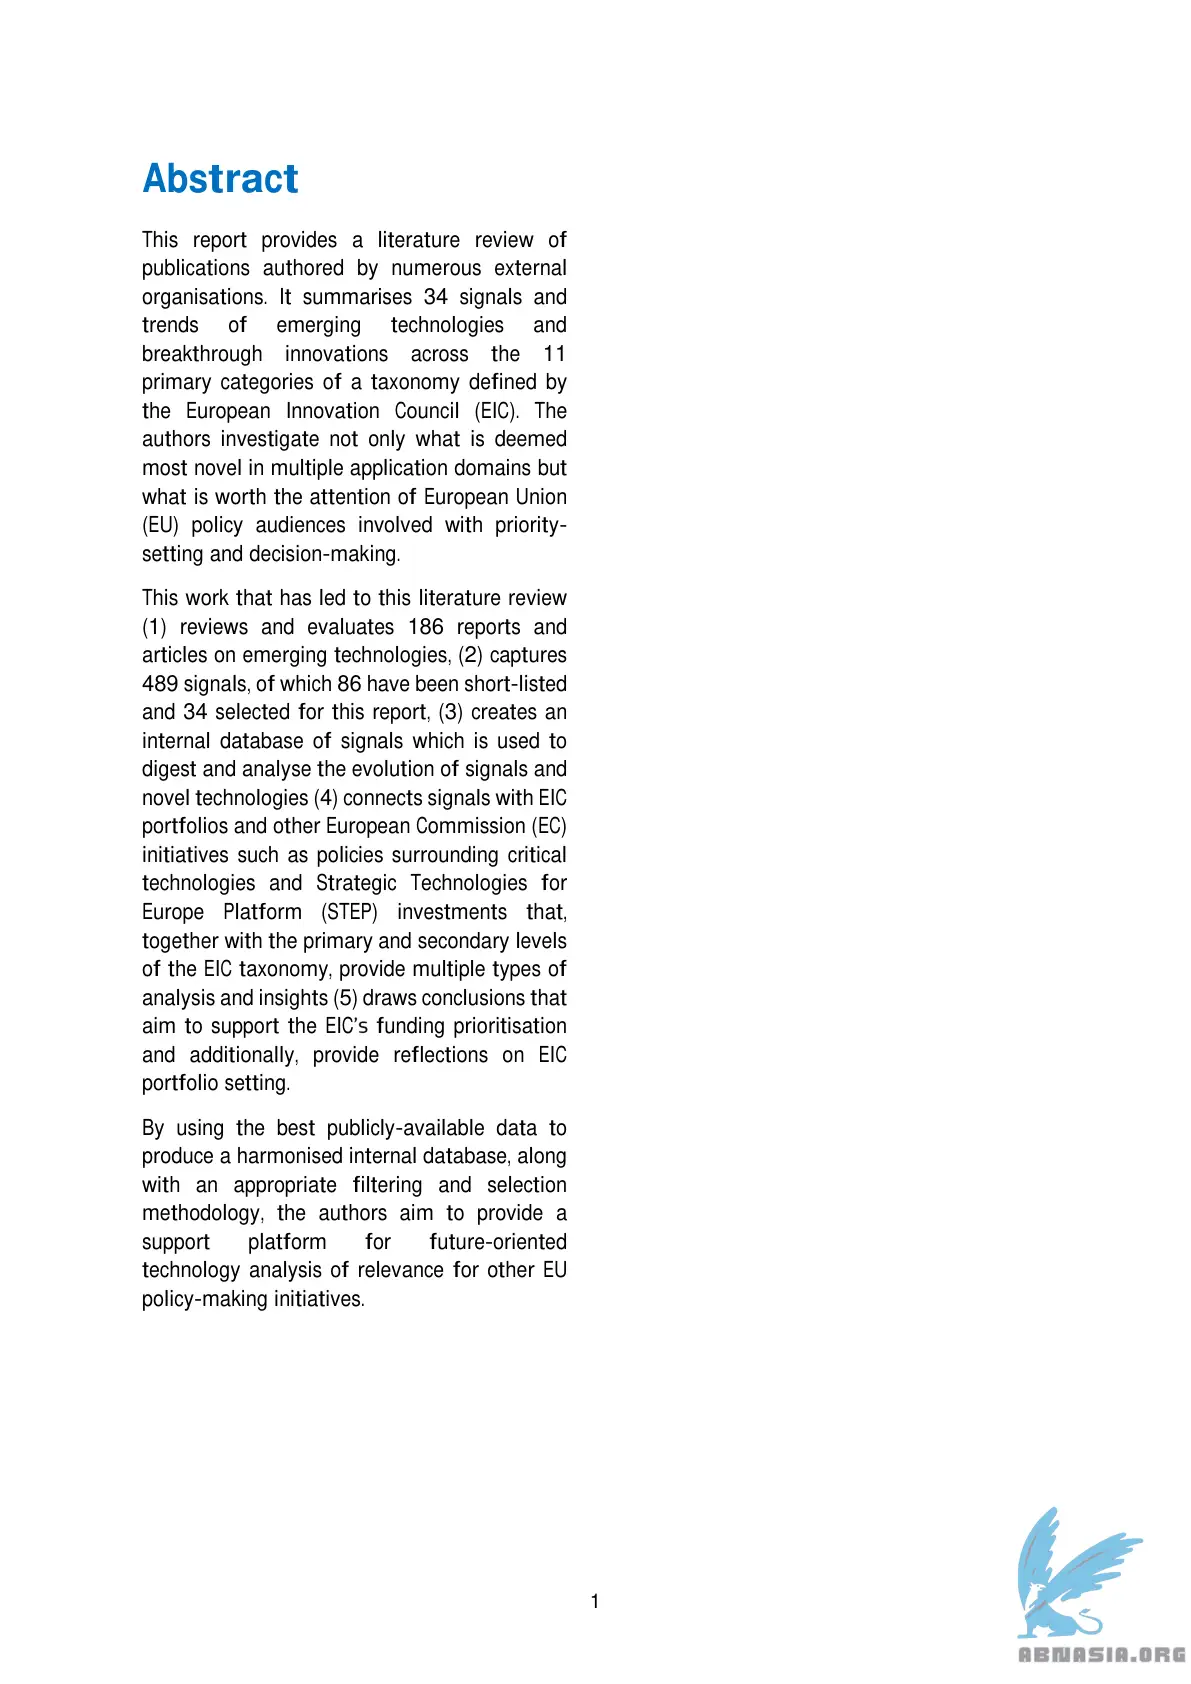 Abstract
This report provides a literature review of
publications authored by numerous external
organisations. It summarises 34 signals and
trends of emerging technologies and
breakthrough innovations across the 11
primary categories of a taxonomy defined by
the European Innovation Council (EIC). The
authors investigate not only what is deemed
most novel in multiple application domains but
what is worth the attention of European Union
(EU) policy audiences involved with priority-
setting and decision-making.
This work that has led to this literature review
(1) reviews and evaluates 186 reports and
articles on emerging technologies, (2) captures
489 signals, of which 86 have been short-listed
and 34 selected for this report, (3) creates an
internal database of signals which is used to
digest and analyse the evolution of signals and
novel technologies (4) connects signals with EIC
portfolios and other European Commission (EC)
initiatives such as policies surrounding critical
technologies and Strategic Technologies for
Europe Platform (STEP) investments that,
together with the primary and secondary levels
of the EIC taxonomy, provide multiple types of
analysis and insights (5) draws conclusions that
aim to support the EIC's funding prioritisation
and additionally, provide reflections on EIC
portfolio setting.
By using the best publicly-available data to
produce a harmonised internal database, along
with an appropriate filtering and selection
methodology, the authors aim to provide a
support platform for future-oriented
technology analysis of relevance for other EU
policy-making initiatives.
1
ABNASIA.ORG